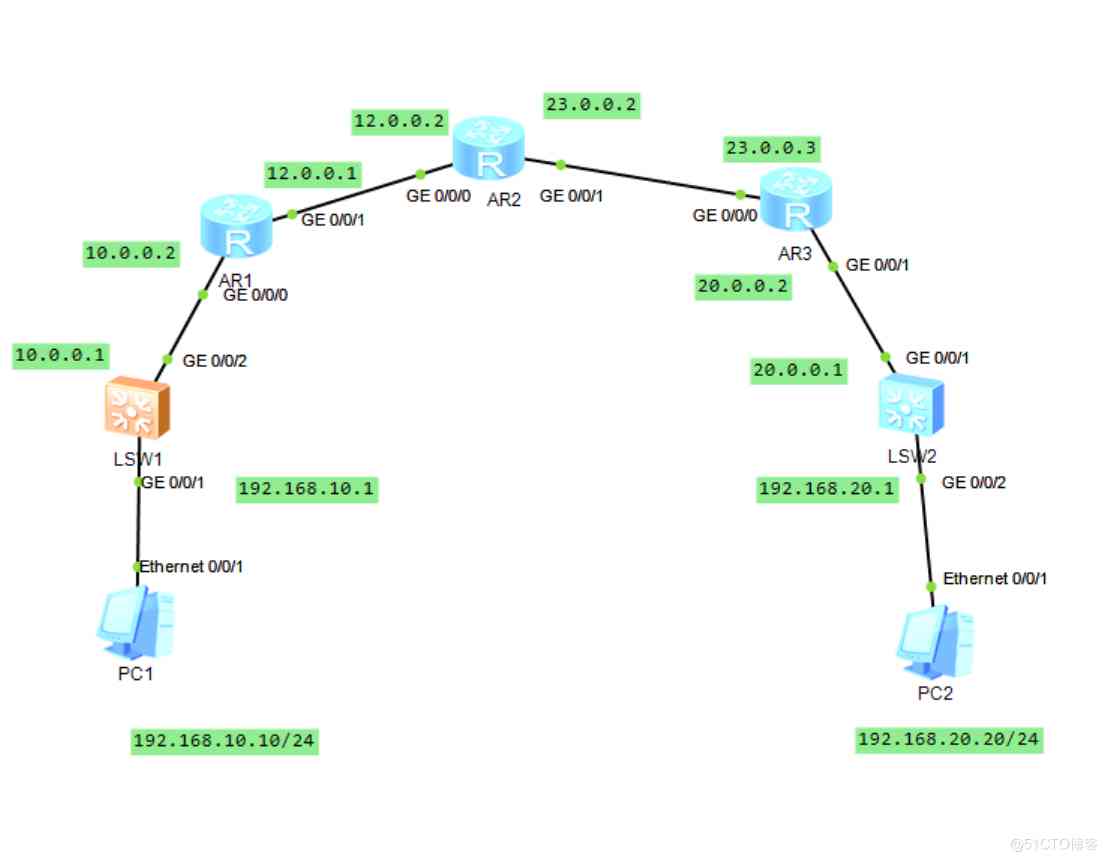 23.0.0.2
12.0.0.2
23.0.0.3
12.0.0.1
R
GE 0/0/0
AR2
GE 0/0/1
R
GE 0/0/0
GE 0/0/1
R
AR3
10.0.0.2
GE 0/0/1
AR1
GE 0/0/0
20.0.0.2
10.0.0.1
GE 0/0/2
GE 0/0/1
20.0.0.1
LSW1
LSW2
GE 0/0/1
192.168.10.1
192.168.20.1
GE 0/0/2
Ethernet 0/0/1
Ethernet 0/0/1
PC1
PC2
192.168.10.10/24
192.168.20.20/24
@51CTO博客